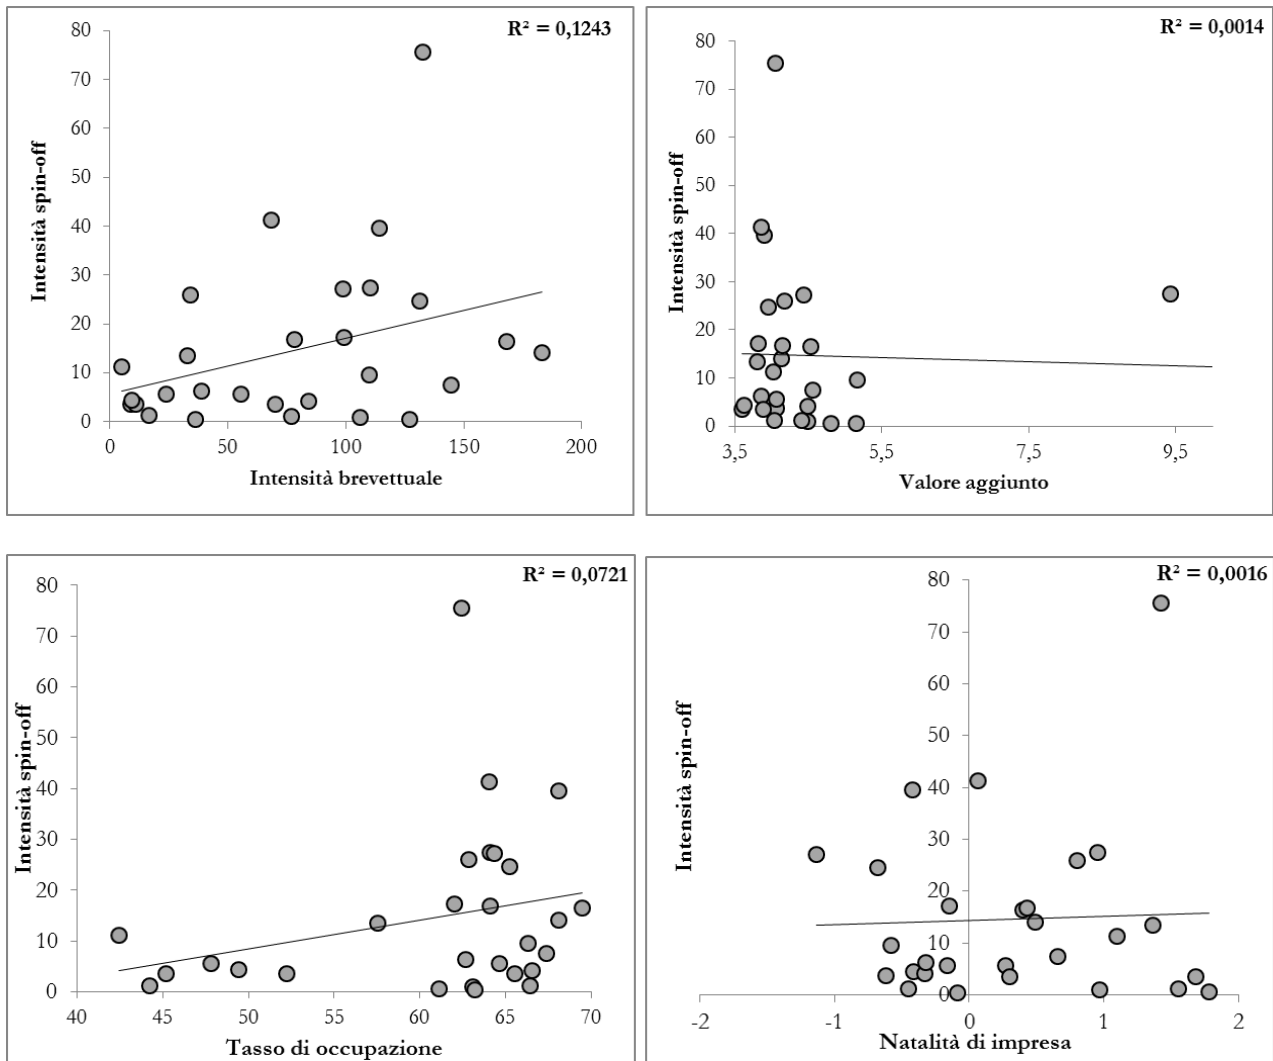 R² = 0,1243
80
70
60
50
40
30
20
10
0
Intensità spin-off
0 50 100 150 200
Intensità brevettuale
R² = 0,0014
80
70
60
50
40
30
20
10
0
Intensità spin-off
3,5 5,5 7,5 9,5
Valore aggiunto
R² = 0,0721
80
70
60
50
40
30
20
10
0
Intensità spin-off
40 45 50 55 60 65 70
Tasso di occupazione
R² = 0,0016
80
70
60
50
40
30
20
10
0
Intensità spin-off
-2 -1 0 1 2
Natalità di impresa